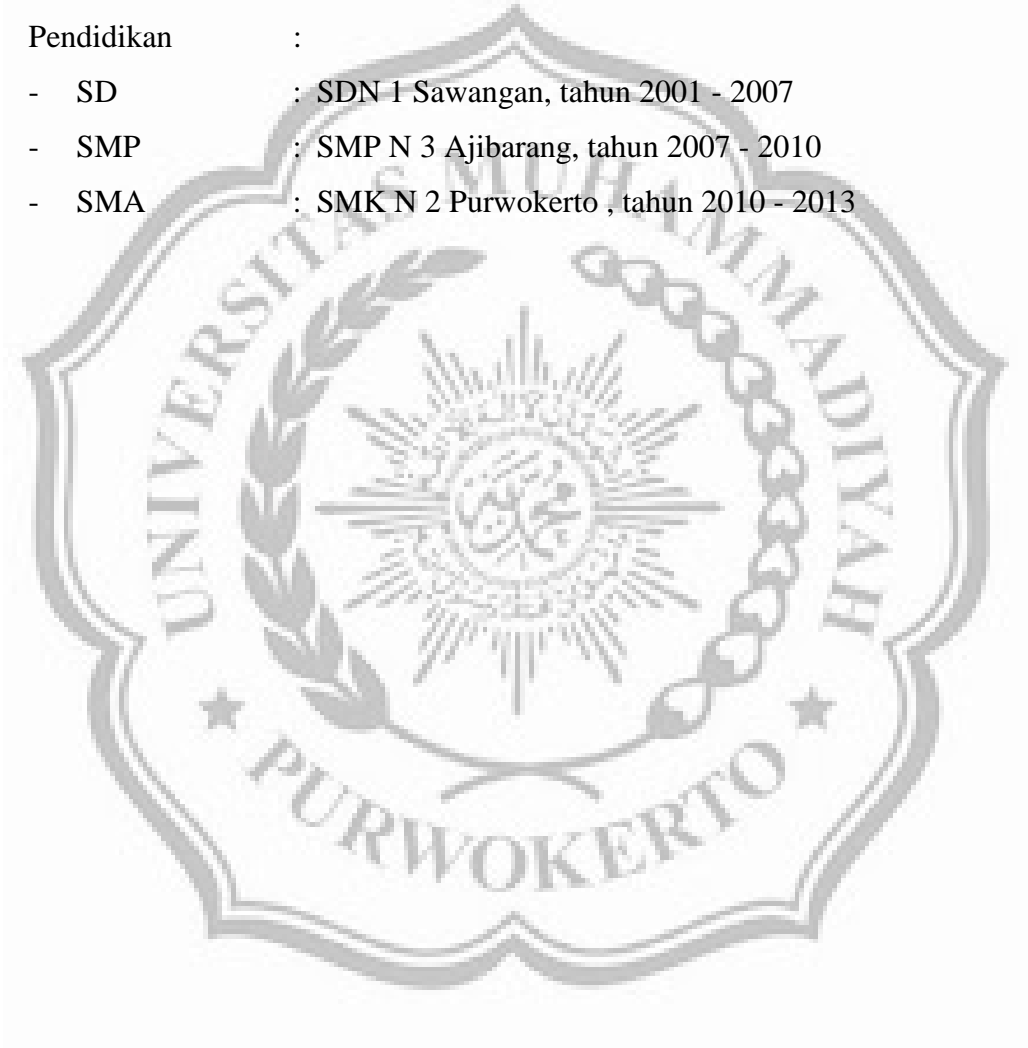 Pendidikan :
- SD : SDN 1 Sawangan, tahun 2001 - 2007
- SMP : SMP N 3 Ajibarang, tahun 2007 - 2010
- SMA : SMK N 2 Purwokerto , tahun 2010 - 2013
UNIVERSITAS MUHAMMADIYAH
PURWOKERTO